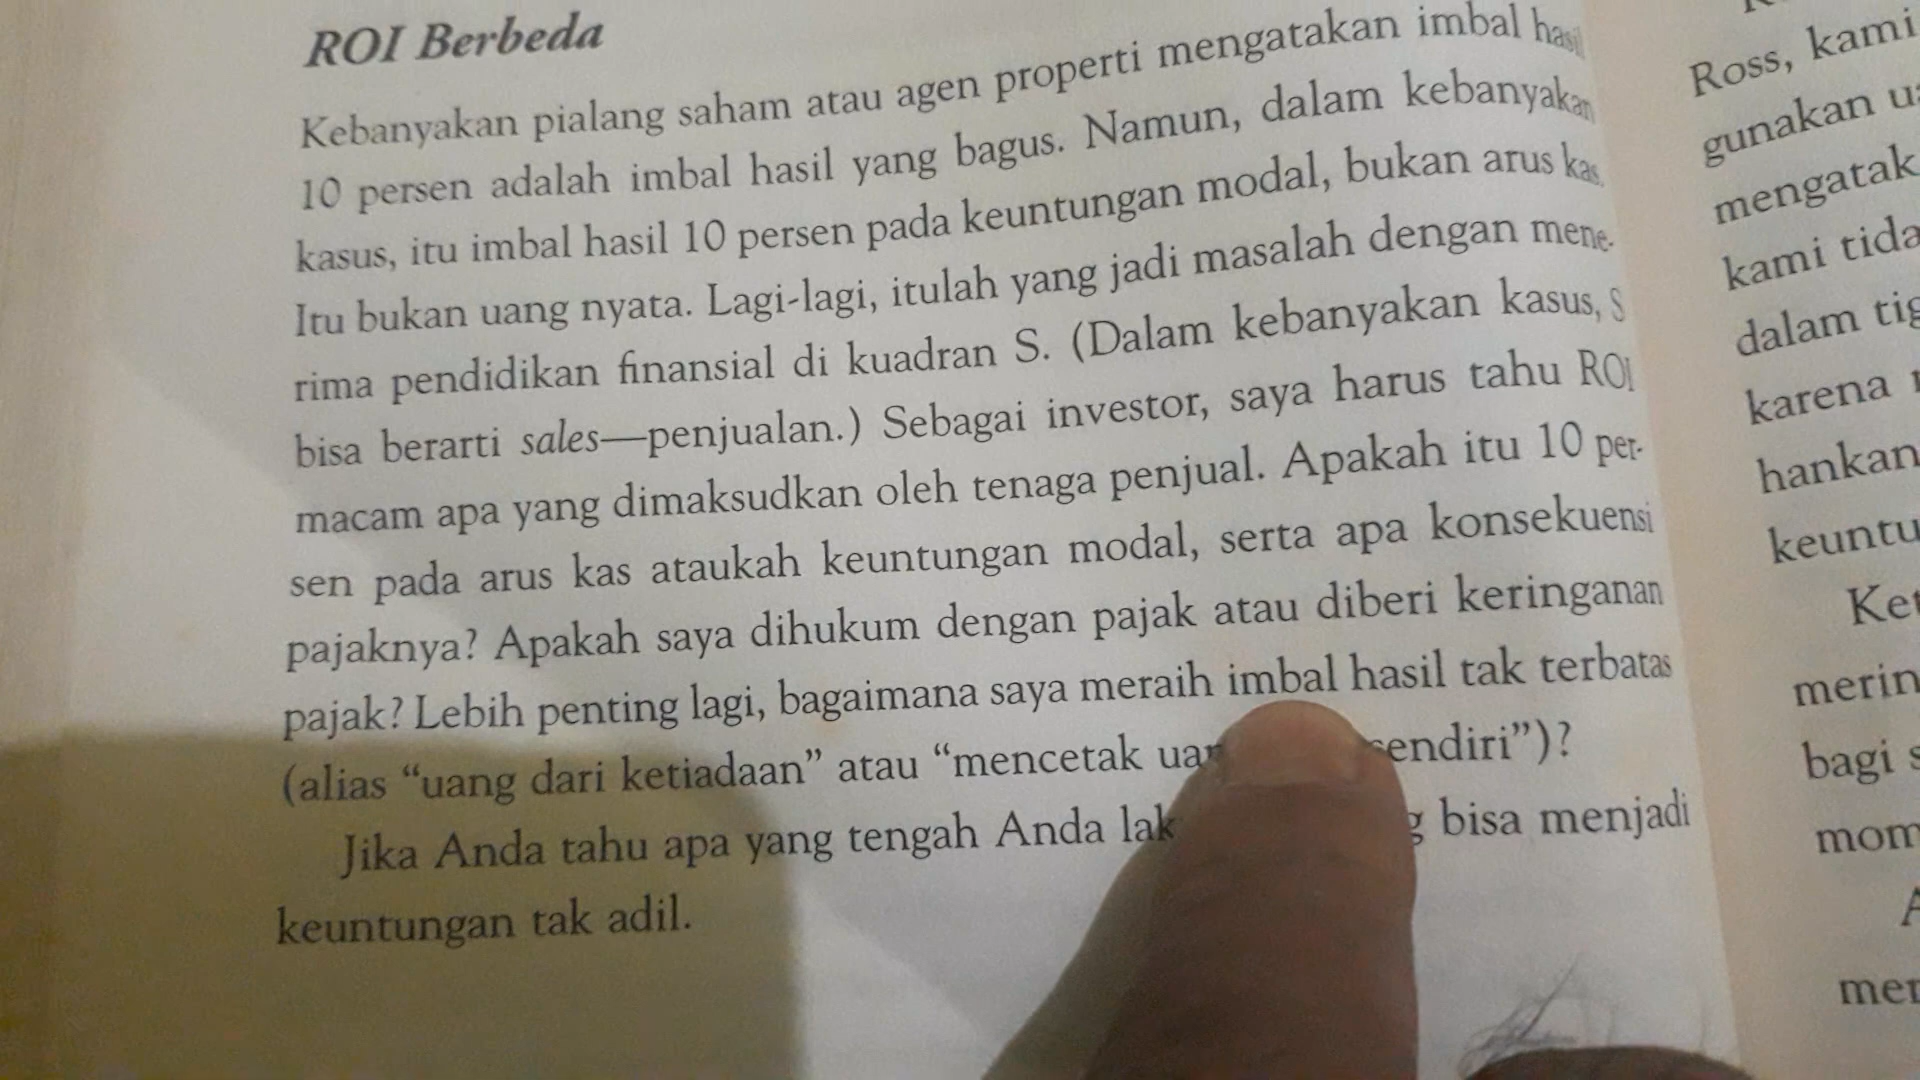 ROI Berbeda
Kebanyakan pialang saham atau agen properti mengatakan imbal hasil
10 persen adalah imbal hasil yang bagus. Namun, dalam kebanyakan
kasus, itu imbal hasil 10 persen pada keuntungan modal, bukan arus kas.
Itu bukan uang nyata. Lagi-lagi, itulah yang jadi masalah dengan mene-
rima pendidikan finansial di kuadran S. (Dalam kebanyakan kasus, S
bisa berarti sales—penjualan.) Sebagai investor, saya harus tahu ROI
macam apa yang dimaksudkan oleh tenaga penjual. Apakah itu 10 per-
sen pada arus kas ataukah keuntungan modal, serta apa konsekuensi
pajaknya? Apakah saya dihukum dengan pajak atau diberi keringanan
pajak? Lebih penting lagi, bagaimana saya meraih imbal hasil tak terbatas
(alias “uang dari ketiadaan” atau “mencetak sendiri”)?
Jika Anda tahu apa yang tengah Anda bisa menjadi
keuntungan tak adil.
Ross, kami
gunakan
mengatak
kami tida
dalam
karena
hankan
keuntu
Ket
merin
bagi
mom
mer